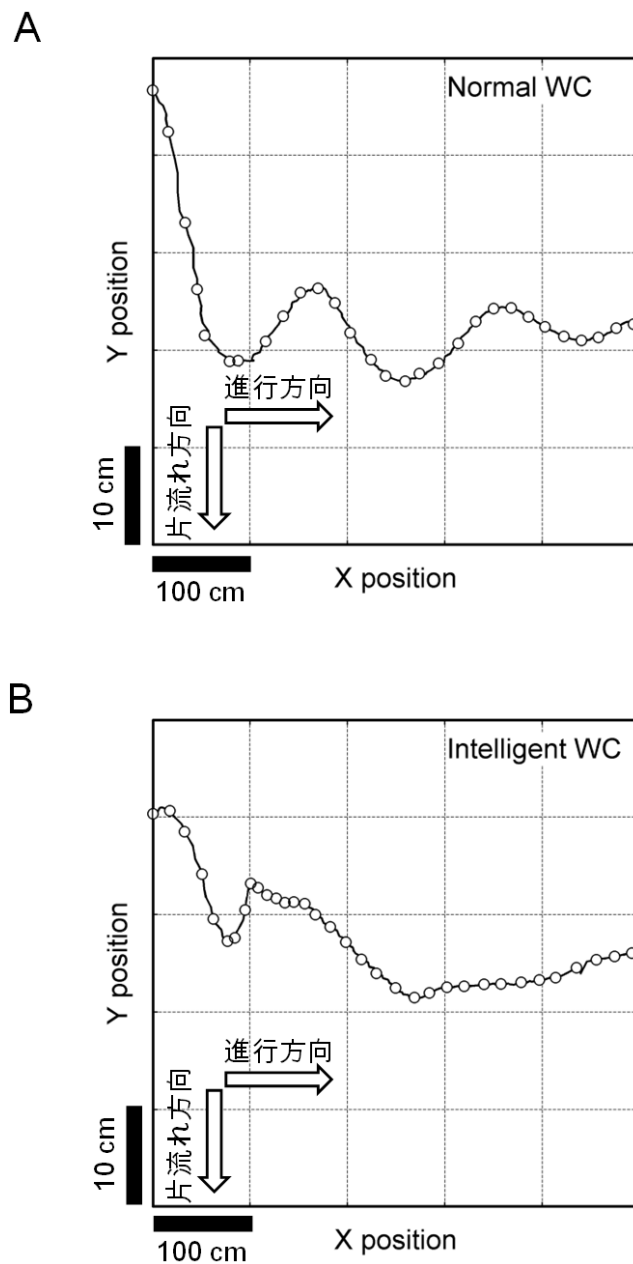 A
Normal WC
Y position
進行方向
片流れ方向
10 cm
100 cm
X position
B
Intelligent WC
Y position
進行方向
片流れ方向
10 cm
100 cm
X position